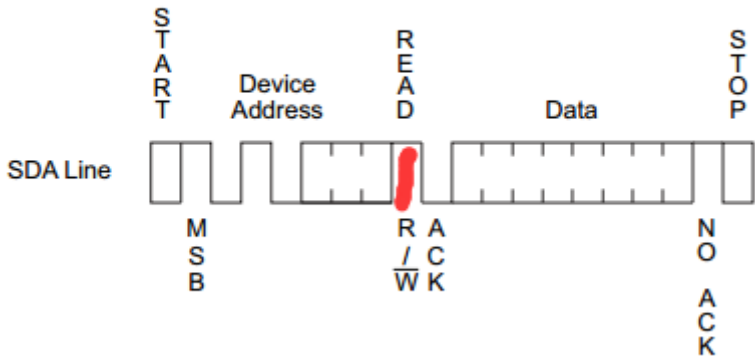 START
Device
Address
READ
Data
STOP
SDA Line
MSB
R/W
ACK
NO ACK